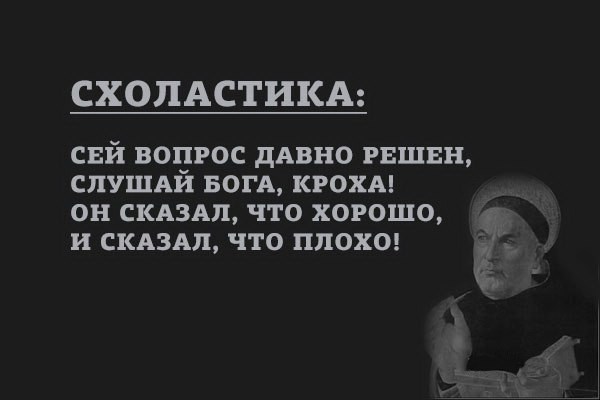 СХОЛАСТИКА:
СЕЙ ВОПРОС ДАВНО РЕШЕН,
СЛУШАЙ БОГА, КРОХА!
ОН СКАЗАЛ, ЧТО ХОРОШО,
И СКАЗАЛ, ЧТО ПЛОХО!